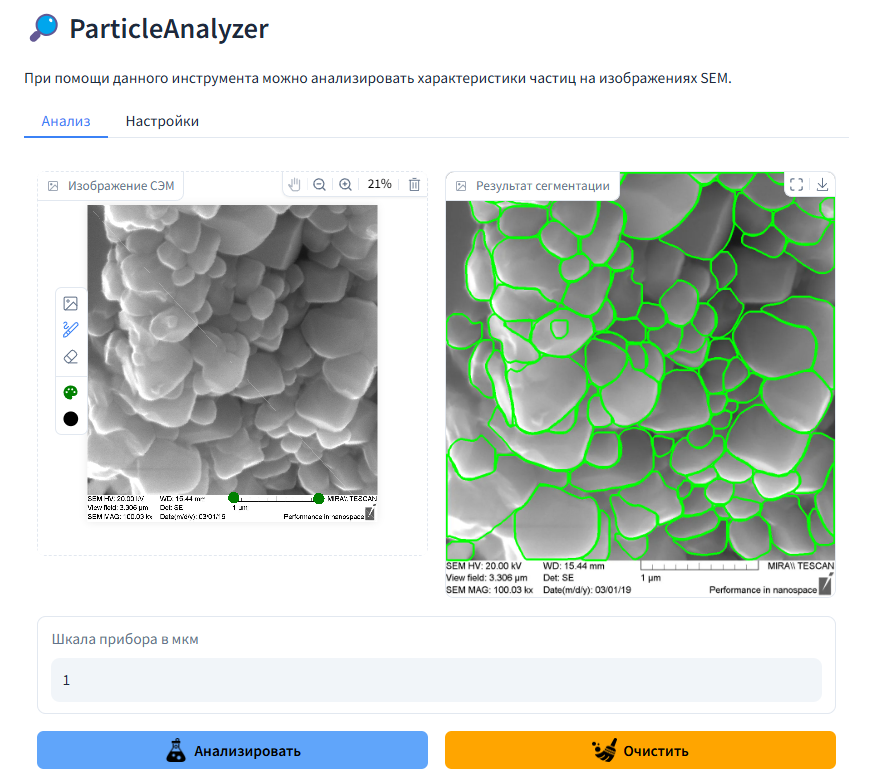 ParticleAnalyzer
При помощи данного инструмента можно анализировать характеристики частиц на изображениях SEM.
Анализ Настройки
Изображение СЭМ 21% Результат сегментации
SEM HV: 20.00 kV WD: 15.44 mm MIRA\\ TESCAN
View field: 3.306 µm Det: SE 1 µm
SEM MAG: 100.03 kx Date(m/d/y): 03/01/19 Performance in nanospace
SEM HV: 20.00 kV WD: 15.44 mm MIRA\\ TESCAN
View field: 3.306 µm Det: SE 1 µm
SEM MAG: 100.03 kx Date(m/d/y): 03/01/19 Performance in nanospace
Шкала прибора в мкм
1
Анализировать Очистить